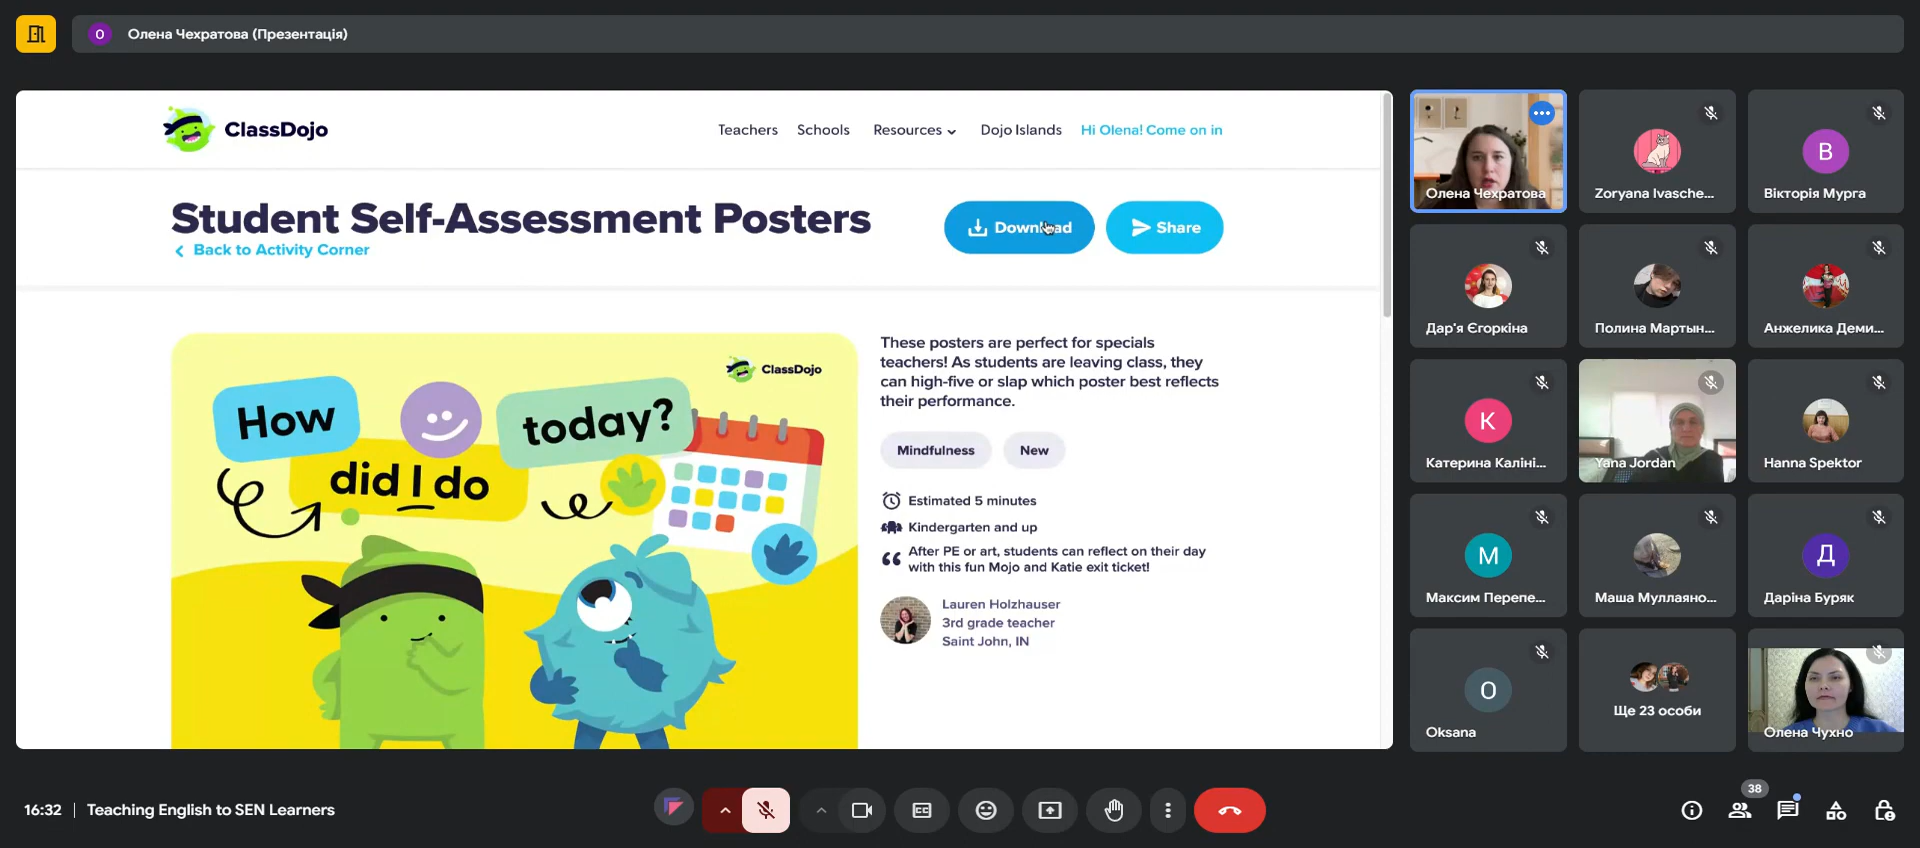 O Олена Чехратова (Презентація)
ClassDojo
Teachers Schools Resources Dojo Islands Hi Olena! Come on in
Student Self-Assessment Posters
Back to Activity Corner
Download
Share
ClassDojo
How
did I do
today?
These posters are perfect for specials
teachers! As students are leaving class, they
can high-five or slap which poster best reflects
their performance.
Mindfulness
New
Estimated 5 minutes
Kindergarten and up
After PE or art, students can reflect on their day
with this fun Mojo and Katie exit ticket!
Lauren Holzhauser
3rd grade teacher
Saint John, IN
Олена Чехратова
Zoryana Ivasche...
В
Вікторія Мурга
Дар'я Єгоркіна
Полина Мартын...
Анжелика Деми...
К
Катерина Каліні...
Yana Jordan
Hanna Spektor
М
Максим Перепе...
Маша Муллаяно...
Д
Даріна Буряк
O
Oksana
Ще 23 особи
Олена Чухно
16:32 | Teaching English to SEN Learners
CC
38